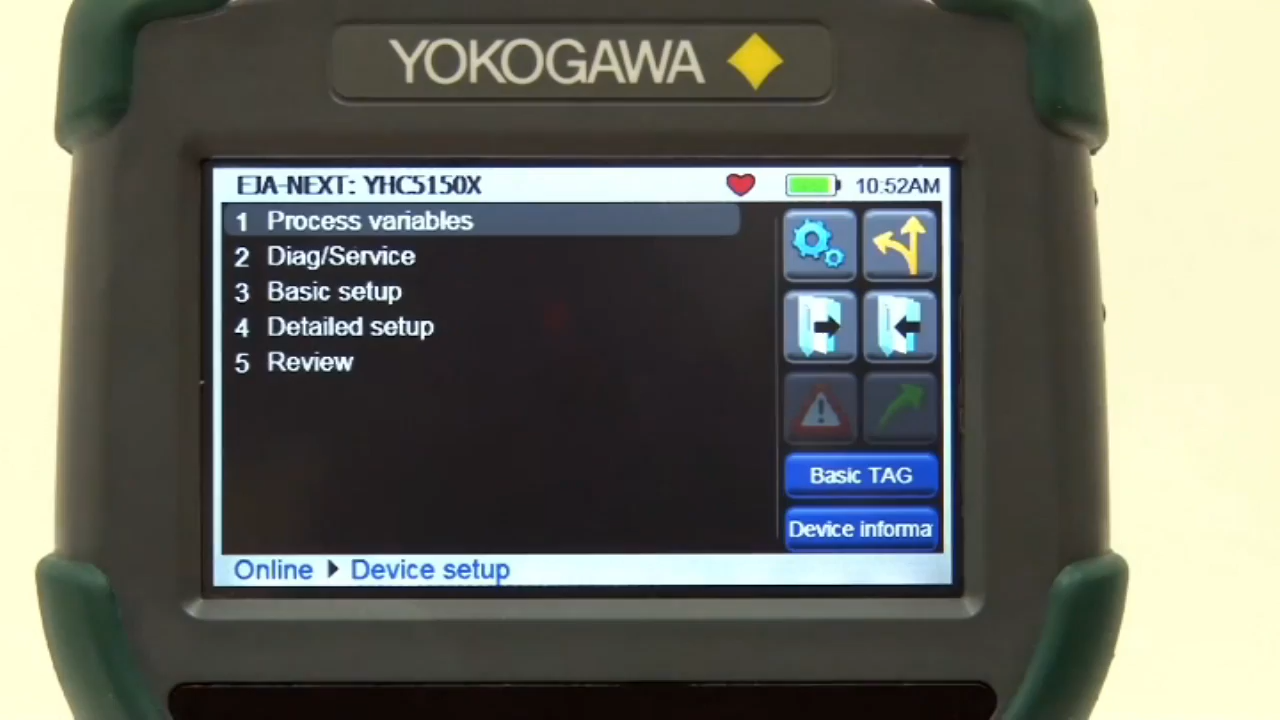 YOKOGAWA
EJA-NEXT: YHC5150X
10:52AM
1 Process variables
2 Diag/Service
3 Basic setup
4 Detailed setup
5 Review
Basic TAG
Device informa
Online Device setup